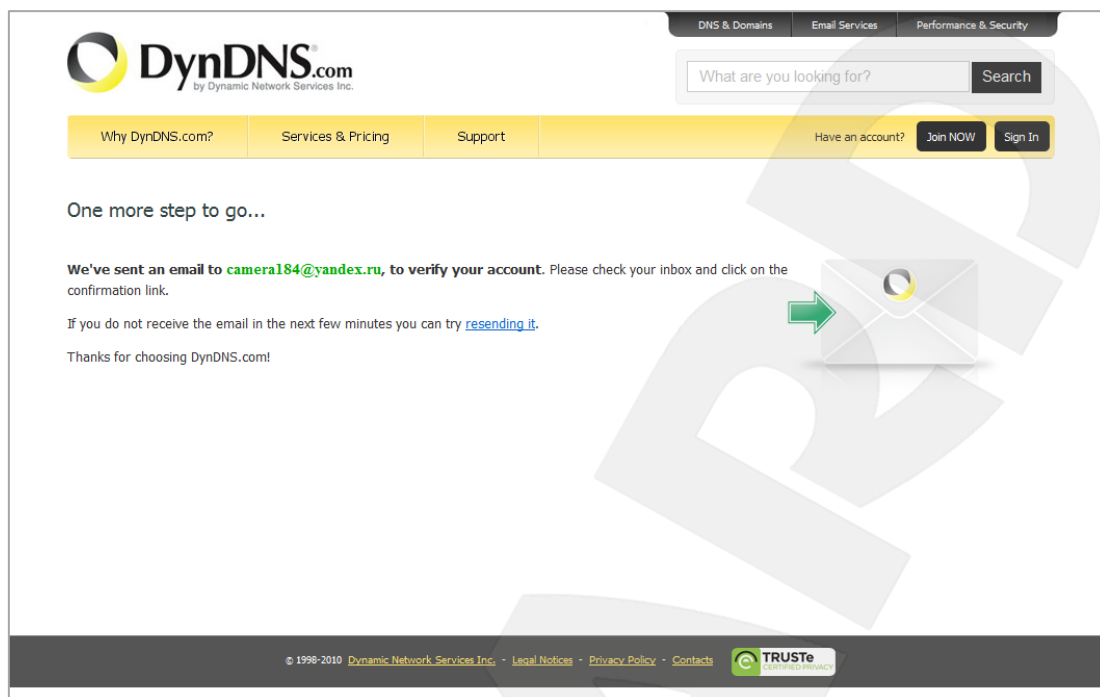 DNS & Domains Email Services Performance & Security
DynDNS.com
by Dynamic Network Services Inc.
What are you looking for? Search
Why DynDNS.com? Services & Pricing Support Have an account? Join NOW Sign In
One more step to go...
We've sent an email to camera184@yandex.ru, to verify your account. Please check your inbox and click on the
confirmation link.
If you do not receive the email in the next few minutes you can try resending it.
Thanks for choosing DynDNS.com!
© 1998-2010 Dynamic Network Services Inc. - Legal Notices - Privacy Policy - Contacts TRUSTe
CERTIFIED PRIVACY